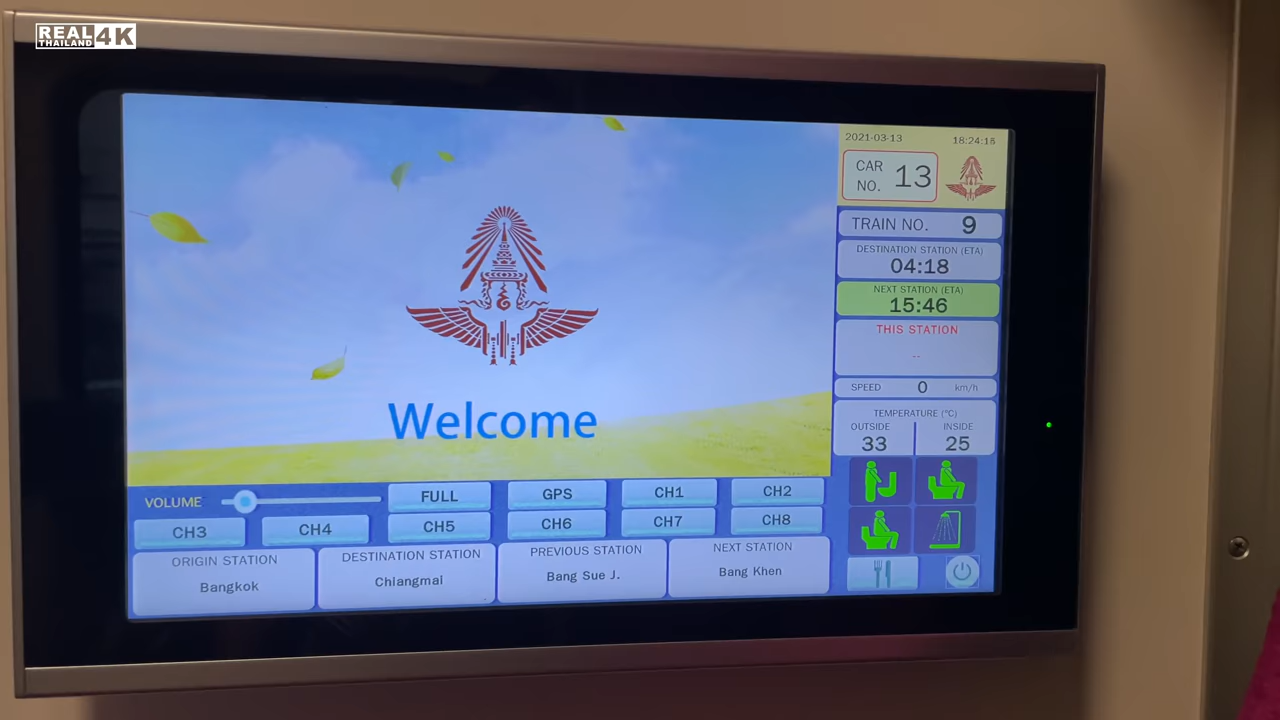 REAL 4K
THAILAND
2021-03-13
18:24:15
CAR NO. 13
TRAIN NO. 9
DESTINATION STATION (ETA)
04:18
NEXT STATION (ETA)
15:46
THIS STATION
--
SPEED 0 km/h
TEMPERATURE (°C)
OUTSIDE INSIDE
33 25
Welcome
VOLUME FULL GPS CH1 CH2
CH3 CH4 CH5 CH6 CH7 CH8
ORIGIN STATION
Bangkok
DESTINATION STATION
Chiangmai
PREVIOUS STATION
Bang Sue J.
NEXT STATION
Bang Khen